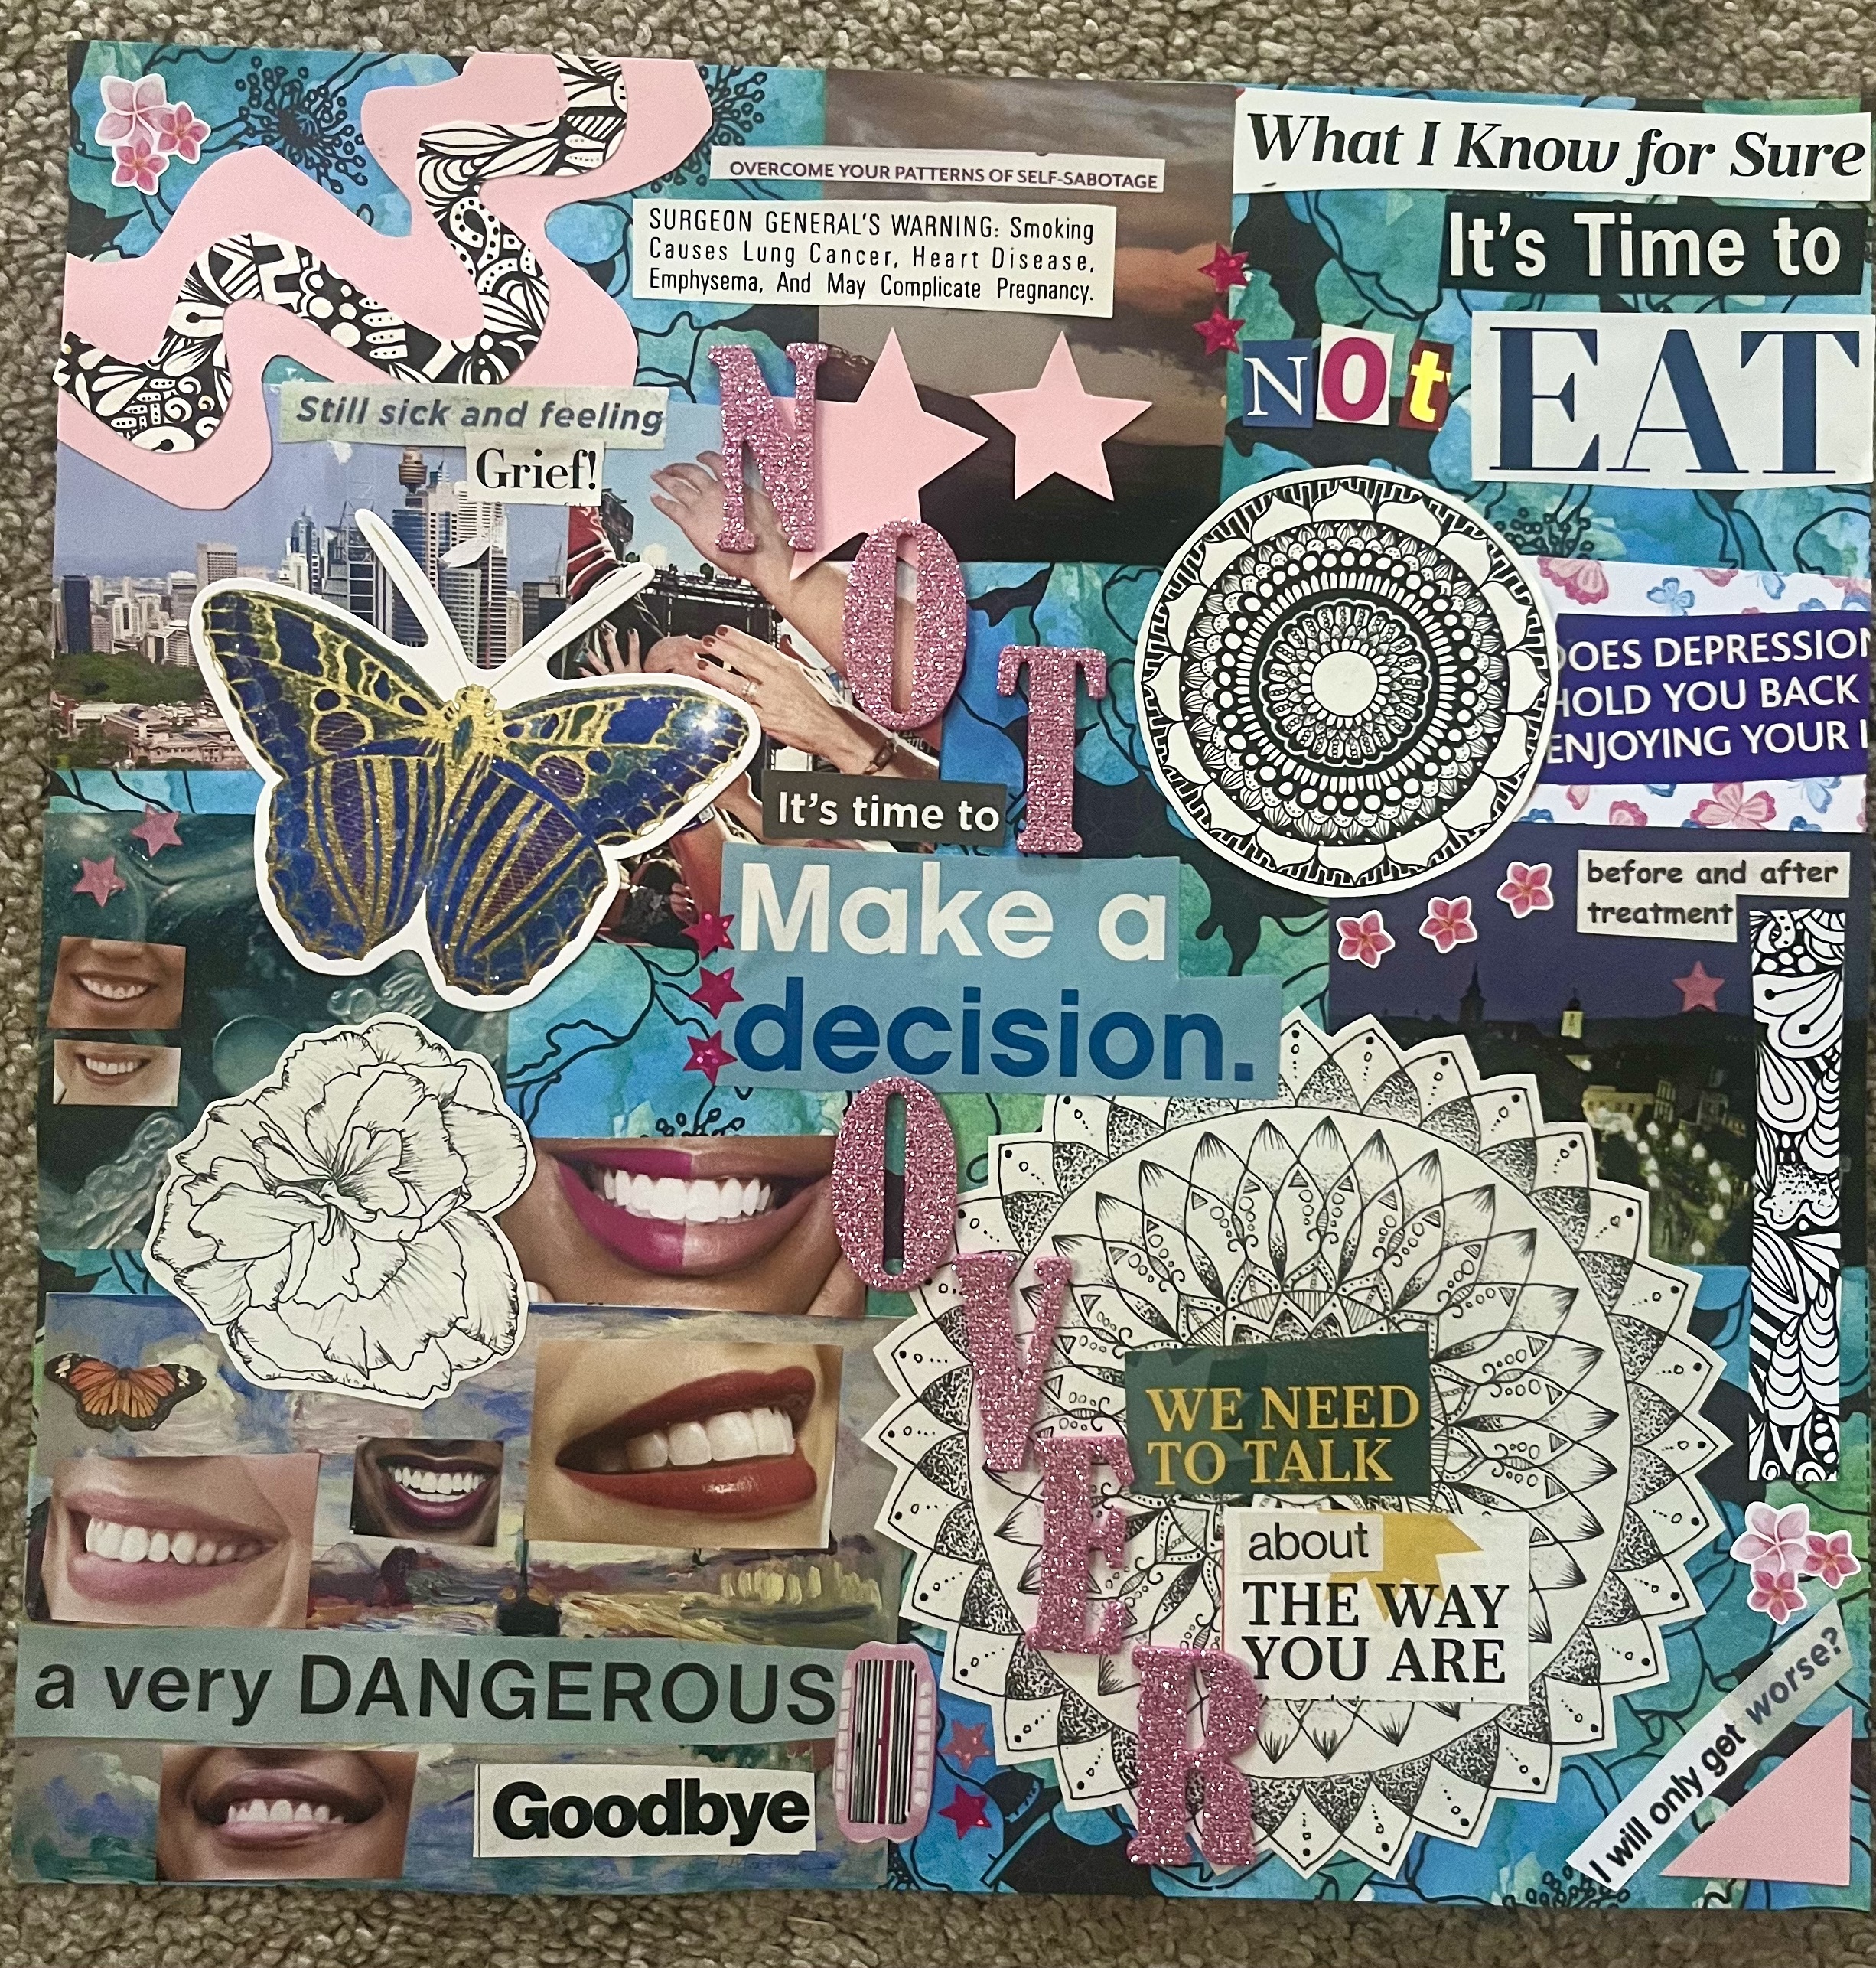 OVERCOME YOUR PATTERNS OF SELF-SABOTAGE
SURGEON GENERAL'S WARNING: Smoking
Causes Lung Cancer, Heart Disease,
Emphysema, And May Complicate Pregnancy.
What I Know for Sure
It's Time to
NOt EAT
Still sick and feeling
Grief!
NOT
DOES DEPRESSION
HOLD YOU BACK
ENJOYING YOUR
It's time to
Make a
decision.
before and after
treatment
OVER
WE NEED
TO TALK
about
THE WAY
YOU ARE
a very DANGEROUS
Goodbye
I will only get worse?